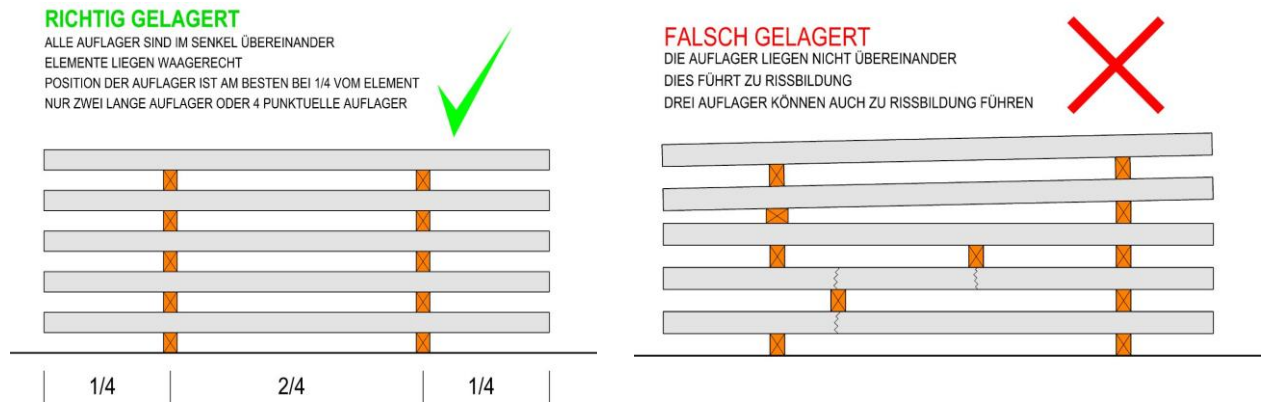 RICHTIG GELAGERT
ALLE AUFLAGER SIND IM SENKEL ÜBEREINANDER
ELEMENTE LIEGEN WAAGERECHT
POSITION DER AUFLAGER IST AM BESTEN BEI 1/4 VOM ELEMENT
NUR ZWEI LANGE AUFLAGER ODER 4 PUNKTUELLE AUFLAGER
1/4
2/4
1/4
FALSCH GELAGERT
DIE AUFLAGER LIEGEN NICHT ÜBEREINANDER
DIES FÜHRT ZU RISSBILDUNG
DREI AUFLAGER KÖNNEN AUCH ZU RISSBILDUNG FÜHREN